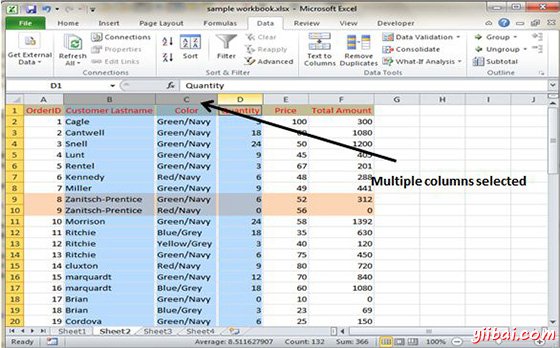 sample workbook.xlsx - Microsoft Excel
File Home Insert Page Layout Formulas Data Review View
Get External Data
Refresh All
Connections
Properties
Edit Links
Connections
Sort
Filter
Clear
Reapply
Advanced
Sort & Filter
Text to Columns
Remove Duplicates
Data Validation
Consolidate
What-If Analysis
Data Tools
Group
Ungroup
Subtotal
Outline
D1 fx Quantity
A B C D E F G H I J
1 OrderID Customer Lastname Color Quantity Price Total Amount
2 1 Cagle Green/Navy 3 100 300
3 2 Cantwell Green/Navy 18 1080
4 3 Snell Green/Navy 24 50 1200
5 4 Lunt Green/Navy 9 45 405
6 5 Rentel Green/Navy 3 67 201
7 6 Kennedy Red/Navy 6 48 288
8 7 Miller Green/Navy 9 49 441
9 8 Zanitsch-Prentice Green/Navy 6 52 312
10 9 Zanitsch-Prentice Red/Navy 0 56 0
11 10 Morrison Green/Navy 24 58 1392
12 11 Ritchie Blue/Grey 18 35 630
13 12 Ritchie Yellow/Grey 3 40 120
14 13 Ritchie Green/Navy 6 75 450
15 14 cluxton Red/Navy 9 80 720
16 15 marquardt Green/Navy 12 70 840
17 16 marquardt Blue/Grey 18 60 1080
18 17 Brian Green/Navy 0 10 0
19 18 Brian Blue/Grey 3 23 69
20 19 Cordova Green/Navy 6 25 150
Multiple columns selected
Sheet1 Sheet2 Sheet3 Sheet4
Ready Average: 8.511627907 Count: 132 Sum: 366 100%
yiibai.com